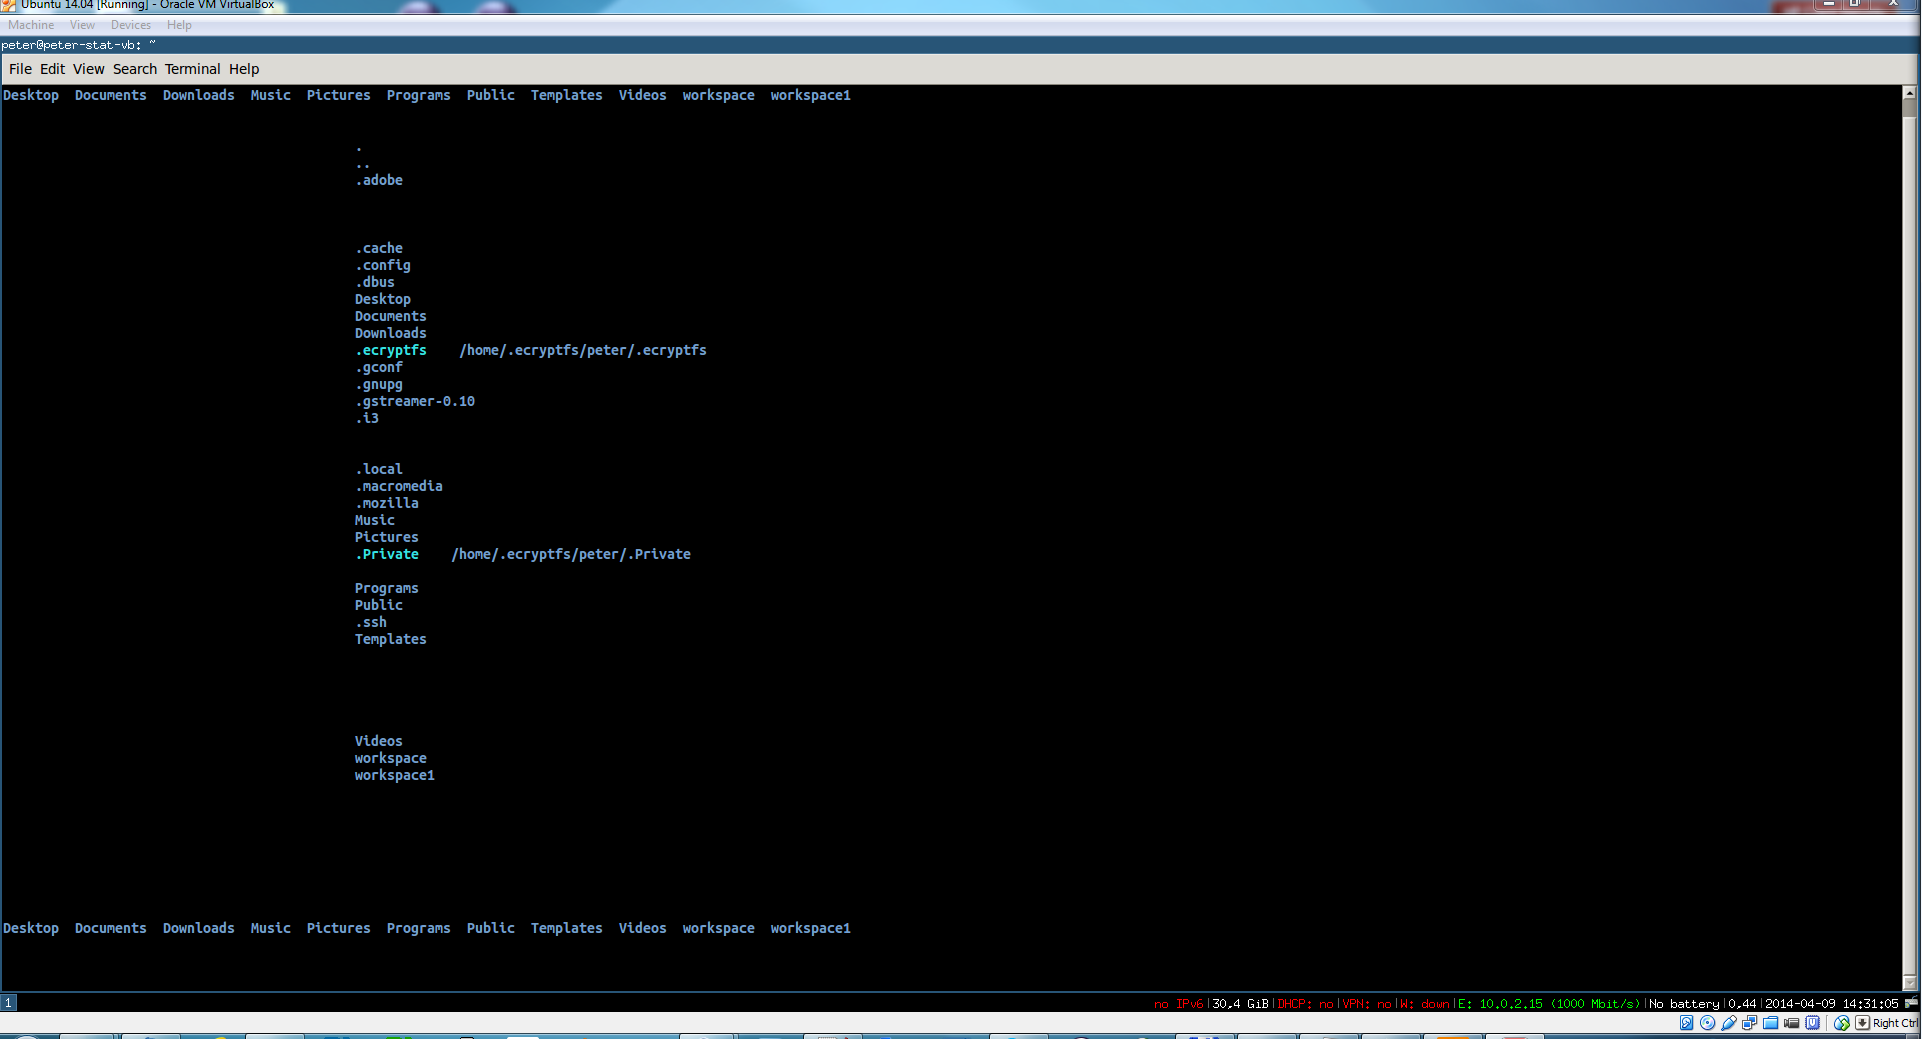 Ubuntu 14.04 [Running] - Oracle VM VirtualBox
Machine View Devices Help
peter@peter-stat-vb: ~
File Edit View Search Terminal Help
Desktop Documents Downloads Music Pictures Programs Public Templates Videos workspace workspace1
.
..
.adobe
.cache
.config
.dbus
Desktop
Documents
Downloads
.ecryptfs /home/.ecryptfs/peter/.ecryptfs
.gconf
.gnupg
.gstreamer-0.10
.i3
.local
.macromedia
.mozilla
Music
Pictures
.Private /home/.ecryptfs/peter/.Private
Programs
Public
.ssh
Templates
Videos
workspace
workspace1
Desktop Documents Downloads Music Pictures Programs Public Templates Videos workspace workspace1
1 no IPv6|30,4 GiB|DHCP: no|VPN: no|W: down|E: 10.0.2.15 (1000 Mbit/s)|No battery|0,44|2014-04-09 14:31:05
Right Ctrl